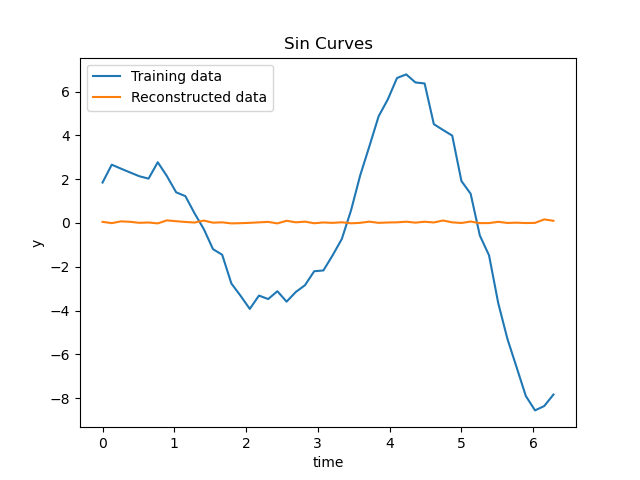 Sin Curves
Training data
Reconstructed data
6
4
2
0
−2
−4
−6
−8
y
0 1 2 3 4 5 6
time